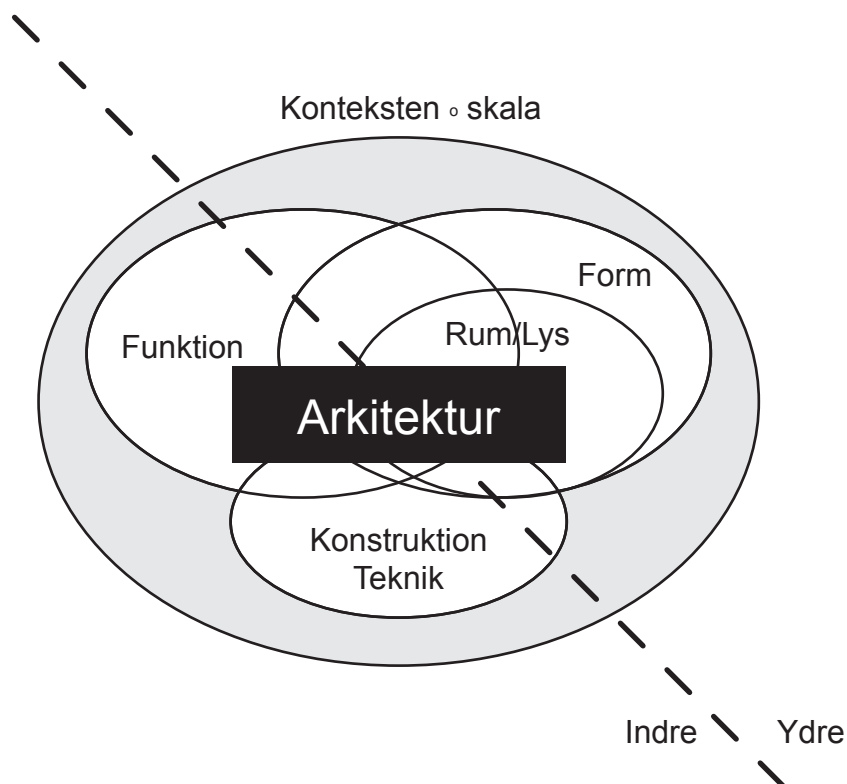 Konteksten ∘ skala
Form
Rum/Lys
Funktion
Arkitektur
Konstruktion
Teknik
Indre
Ydre